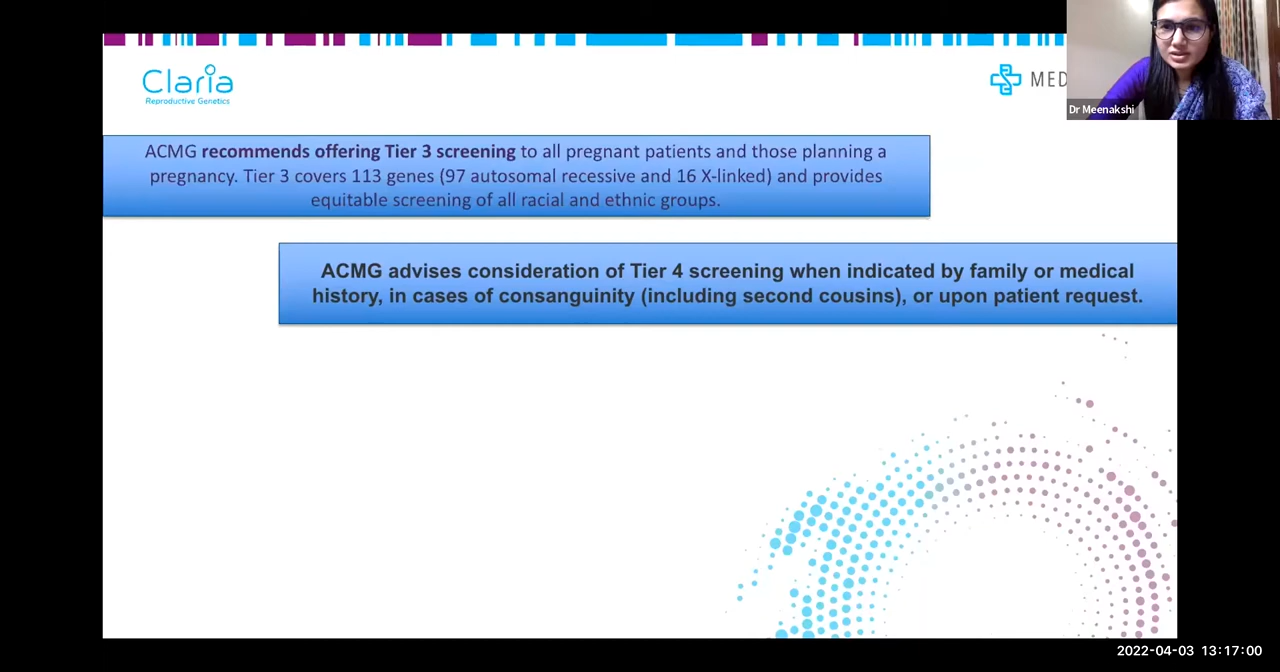 Claria
Reproductive Genetics
MED
Dr Meenakshi
ACMG recommends offering Tier 3 screening to all pregnant patients and those planning a
pregnancy. Tier 3 covers 113 genes (97 autosomal recessive and 16 X-linked) and provides
equitable screening of all racial and ethnic groups.
ACMG advises consideration of Tier 4 screening when indicated by family or medical
history, in cases of consanguinity (including second cousins), or upon patient request.
2022-04-03 13:17:00